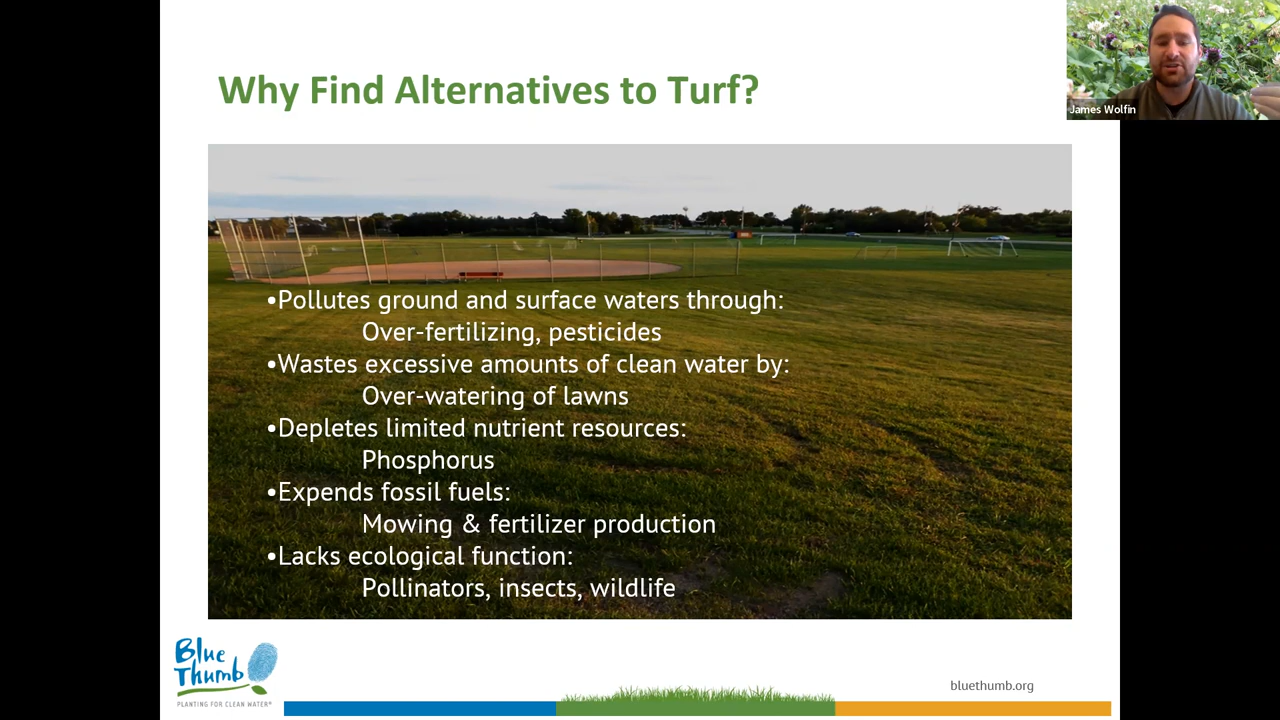 Why Find Alternatives to Turf?
James Wolfin
•Pollutes ground and surface waters through:
Over-fertilizing, pesticides
•Wastes excessive amounts of clean water by:
Over-watering of lawns
•Depletes limited nutrient resources:
Phosphorus
•Expends fossil fuels:
Mowing & fertilizer production
•Lacks ecological function:
Pollinators, insects, wildlife
Blue
Thumb
PLANTING FOR CLEAN WATER®
bluethumb.org